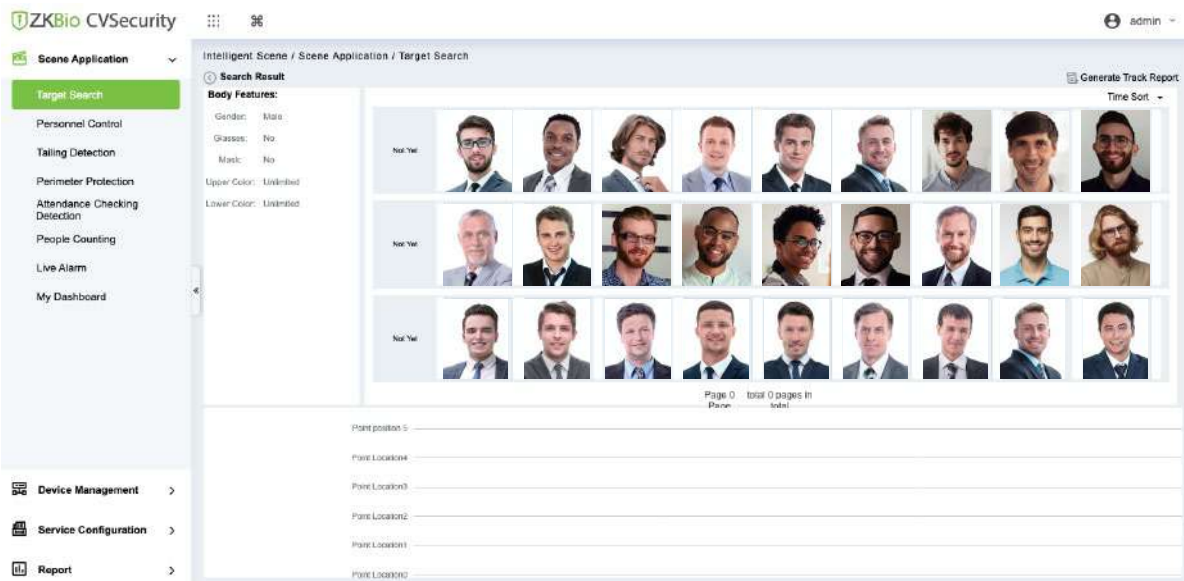 ZKBio CVSecurity
admin
Scene Application
Target Search
Personnel Control
Tailing Detection
Perimeter Protection
Attendance Checking
Detection
People Counting
Live Alarm
My Dashboard
Device Management
Service Configuration
Report
Intelligent Scene / Scene Application / Target Search
Search Result
Generate Track Report
Body Features:
Gender: Male
Glasses: No
Mask: No
Upper Color: Unlimited
Lower Color: Unlimited
Time Sort
Not Yet
Not Yet
Not Yet
Page 0 total 0 pages in
Page total
Point position 5
Point Location4
Point Location3
Point Location2
Point Location1
Point Location0